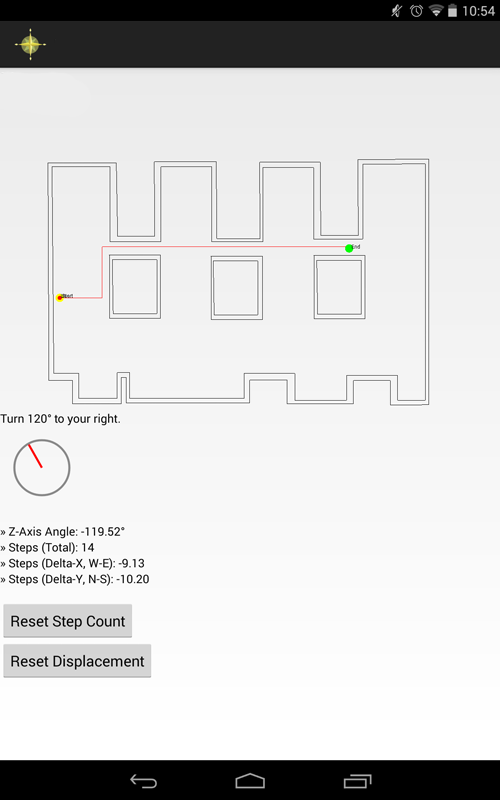 10:54
End
Turn 120° to your right.
» Z-Axis Angle: -119.52°
» Steps (Total): 14
» Steps (Delta-X, W-E): -9.13
» Steps (Delta-Y, N-S): -10.20
Reset Step Count
Reset Displacement